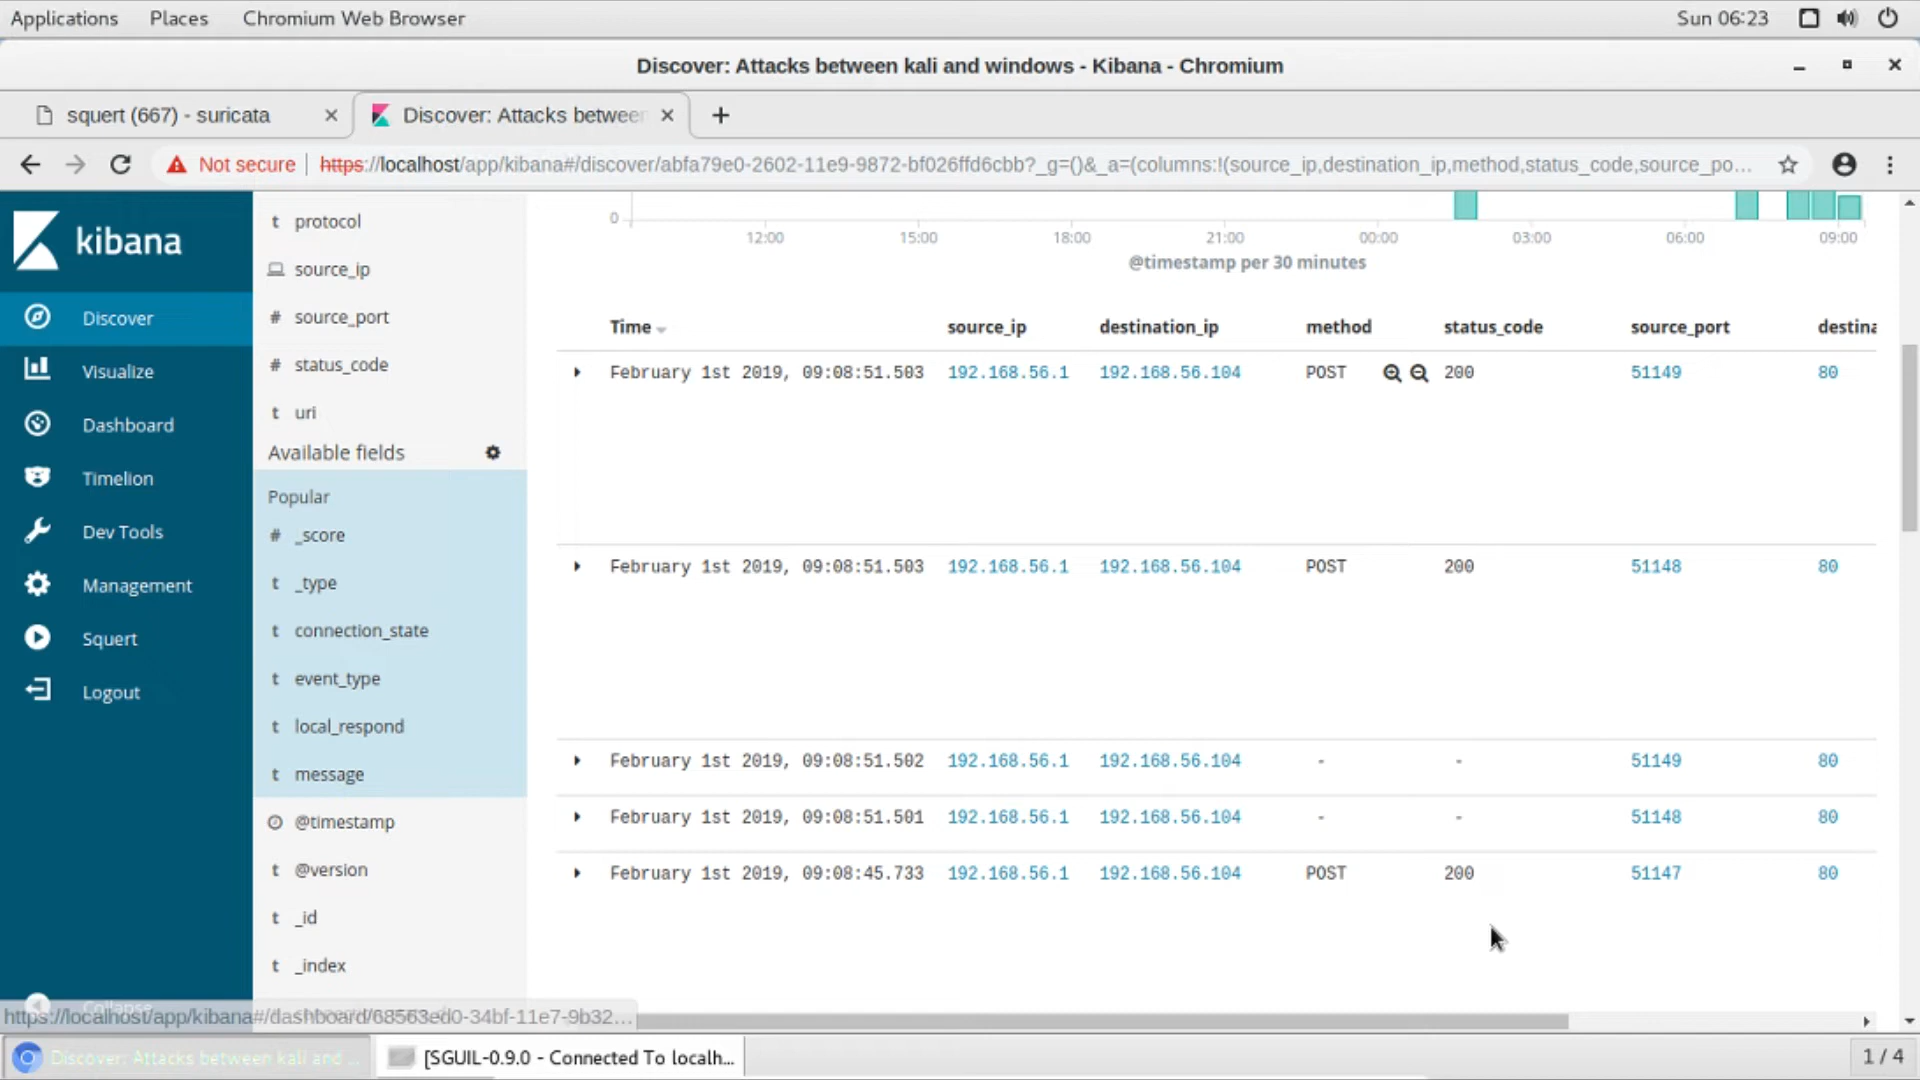 Applications Places Chromium Web Browser Sun 06:23
Discover: Attacks between kali and windows - Kibana - Chromium
squert (667) - suricata Discover: Attacks betweer
Not secure https://localhost/app/kibana#/discover/abfa79e0-2602-11e9-9872-bf026ffd6cbb?_g=()&_a=(columns:!(source_ip,destination_ip,method,status_code,source_po...
kibana
Discover
Visualize
Dashboard
Timelion
Dev Tools
Management
Squert
Logout
Collapse
t protocol
source_ip
# source_port
# status_code
t uri
Available fields
Popular
# _score
t _type
t connection_state
t event_type
t local_respond
t message
@timestamp
t @version
t _id
t _index
0
12:00 15:00 18:00 21:00 00:00 03:00 06:00 09:00
@timestamp per 30 minutes
Time source_ip destination_ip method status_code source_port destina
February 1st 2019, 09:08:51.503 192.168.56.1 192.168.56.104 POST 200 51149 80
February 1st 2019, 09:08:51.503 192.168.56.1 192.168.56.104 POST 200 51148 80
February 1st 2019, 09:08:51.502 192.168.56.1 192.168.56.104 - - 51149 80
February 1st 2019, 09:08:51.501 192.168.56.1 192.168.56.104 - - 51148 80
February 1st 2019, 09:08:45.733 192.168.56.1 192.168.56.104 POST 200 51147 80
https://localhost/app/kibana#/dashboard/68563ed0-34bf-11e7-9b32...
Discover: Attacks between kali and ... [SGUIL-0.9.0 - Connected To localh... 1 / 4